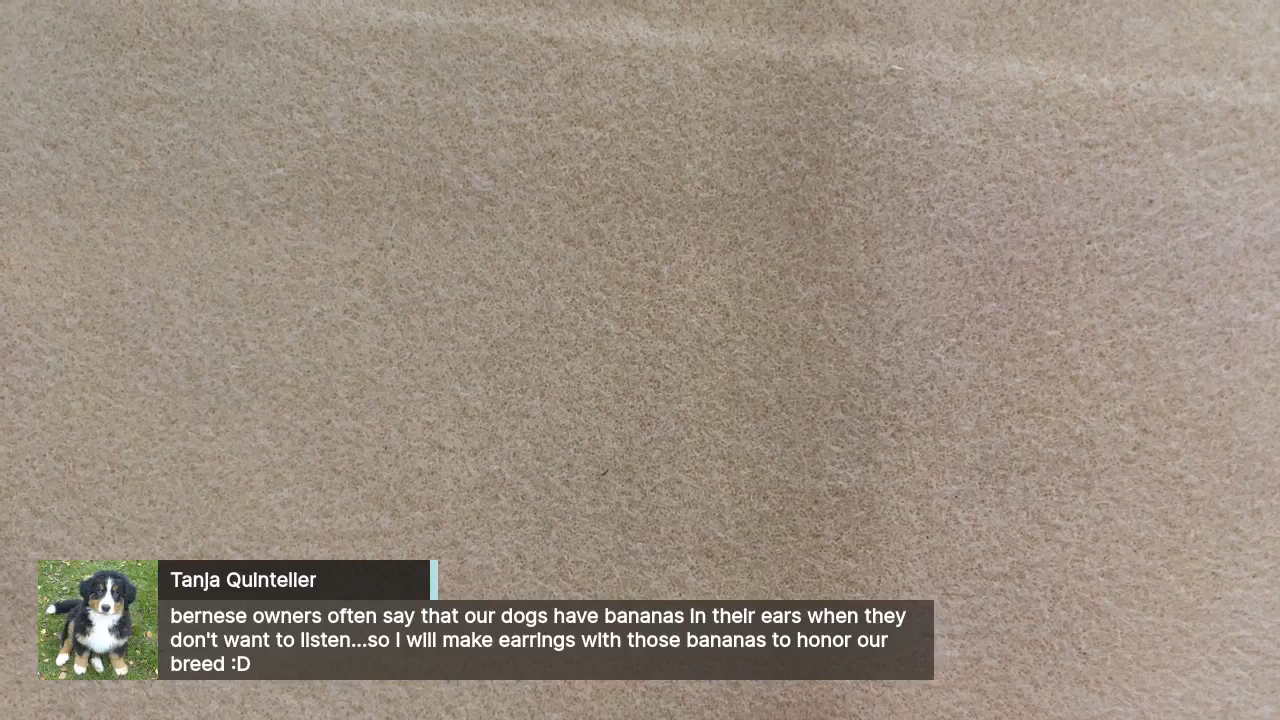 Tanja Quintelier
bernese owners often say that our dogs have bananas in their ears when they
don't want to listen...so I will make earrings with those bananas to honor our
breed :D